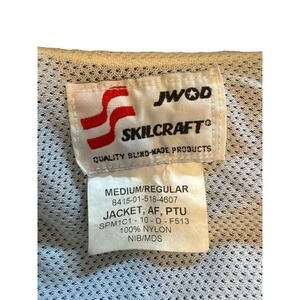 JWOD
SKILCRAFT®
QUALITY BLIND-MADE PRODUCTS
MEDIUM/REGULAR
8415-01-518-4607
JACKET, AF, PTU
SPM1C1 - 10 - D - F513
100% NYLON
NIB/MDS